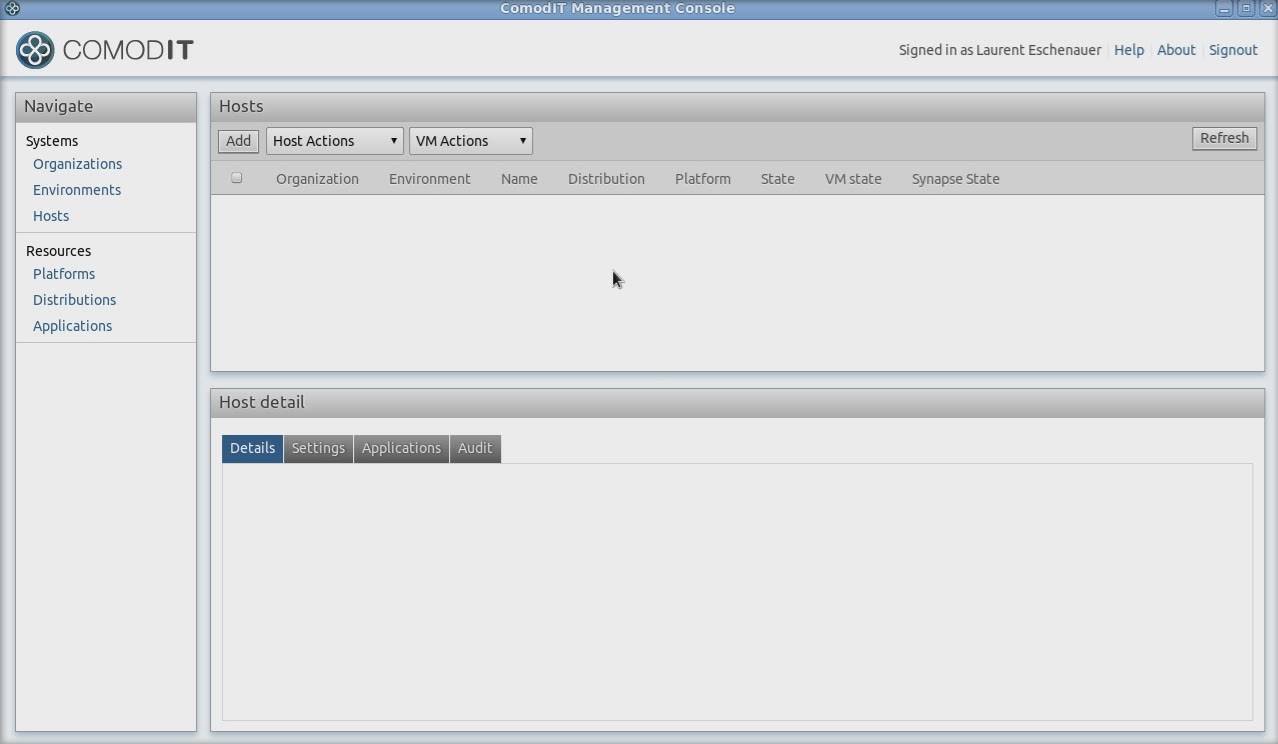 ComodIT Management Console
COMODIT
Signed in as Laurent Eschenauer Help About Signout
Navigate
Systems
Organizations
Environments
Hosts
Resources
Platforms
Distributions
Applications
Hosts
Add Host Actions VM Actions Refresh
Organization Environment Name Distribution Platform State VM state Synapse State
Host detail
Details Settings Applications Audit